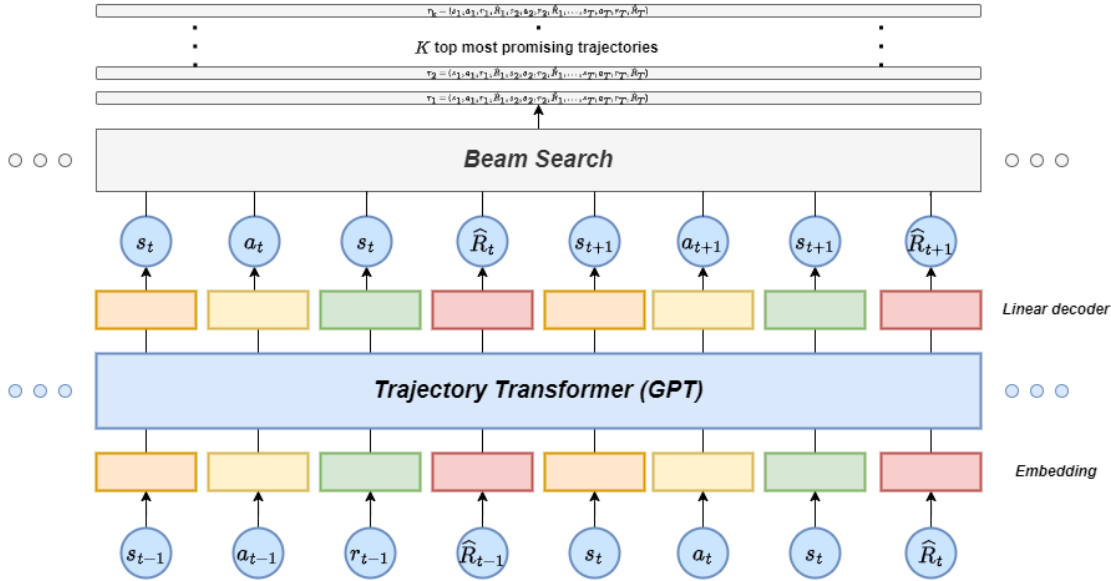 τ_k = {s_1, a_1, r_1, R̂_1, s_2, a_2, r_2, R̂_1, ..., s_T, a_T, r_T, R̂_T}
K top most promising trajectories
τ_2 = {s_1, a_1, r_1, R̂_1, s_2, a_2, r_2, R̂_1, ..., s_T, a_T, r_T, R̂_T}
τ_1 = {s_1, a_1, r_1, R̂_1, s_2, a_2, r_2, R̂_1, ..., s_T, a_T, r_T, R̂_T}
Beam Search
s_t a_t s_t R̂_t s_{t+1} a_{t+1} s_{t+1} R̂_{t+1}
Linear decoder
Trajectory Transformer (GPT)
Embedding
s_{t-1} a_{t-1} r_{t-1} R̂_{t-1} s_t a_t s_t R̂_t